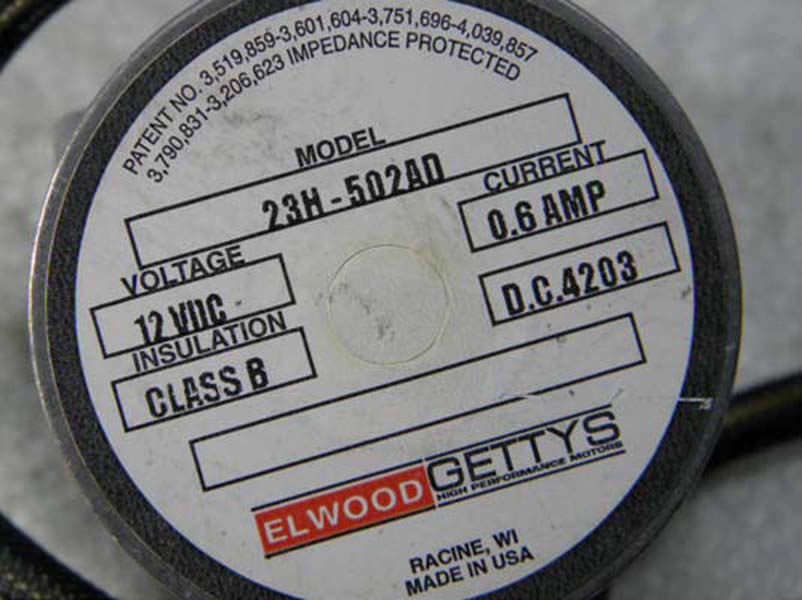 PATENT NO. 3,519,859-3,601,604-3,751,696-4,039,857
3,790,831-3,206,623 IMPEDANCE PROTECTED
MODEL
23H-502AD
CURRENT
0.6 AMP
VOLTAGE
12 VDC
D.C.4203
INSULATION
CLASS B
ELWOOD GETTYS
HIGH PERFORMANCE MOTORS
RACINE, WI
MADE IN USA